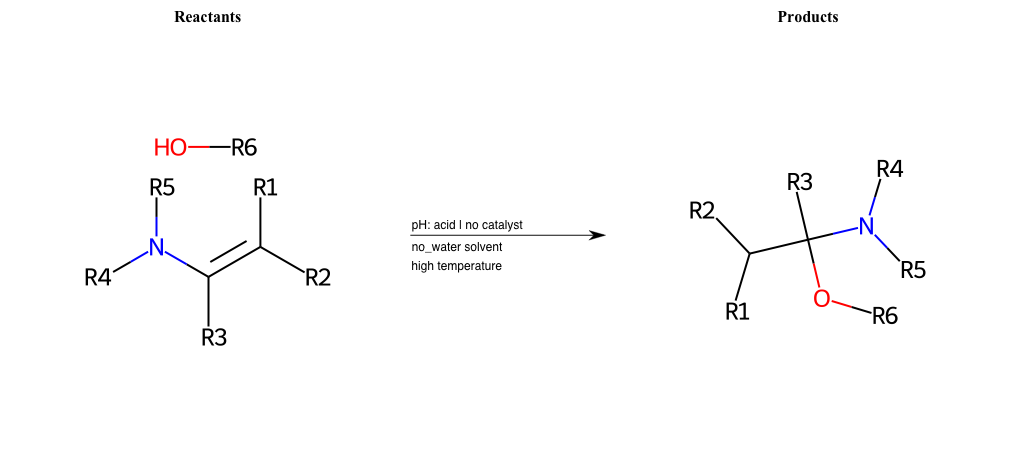 Reactants
Products
HO R6
R5 R1
N
R4 R2
R3
pH: acid | no catalyst
no_water solvent
high temperature
R3 R4
R2
N
R5
R1 O
R6